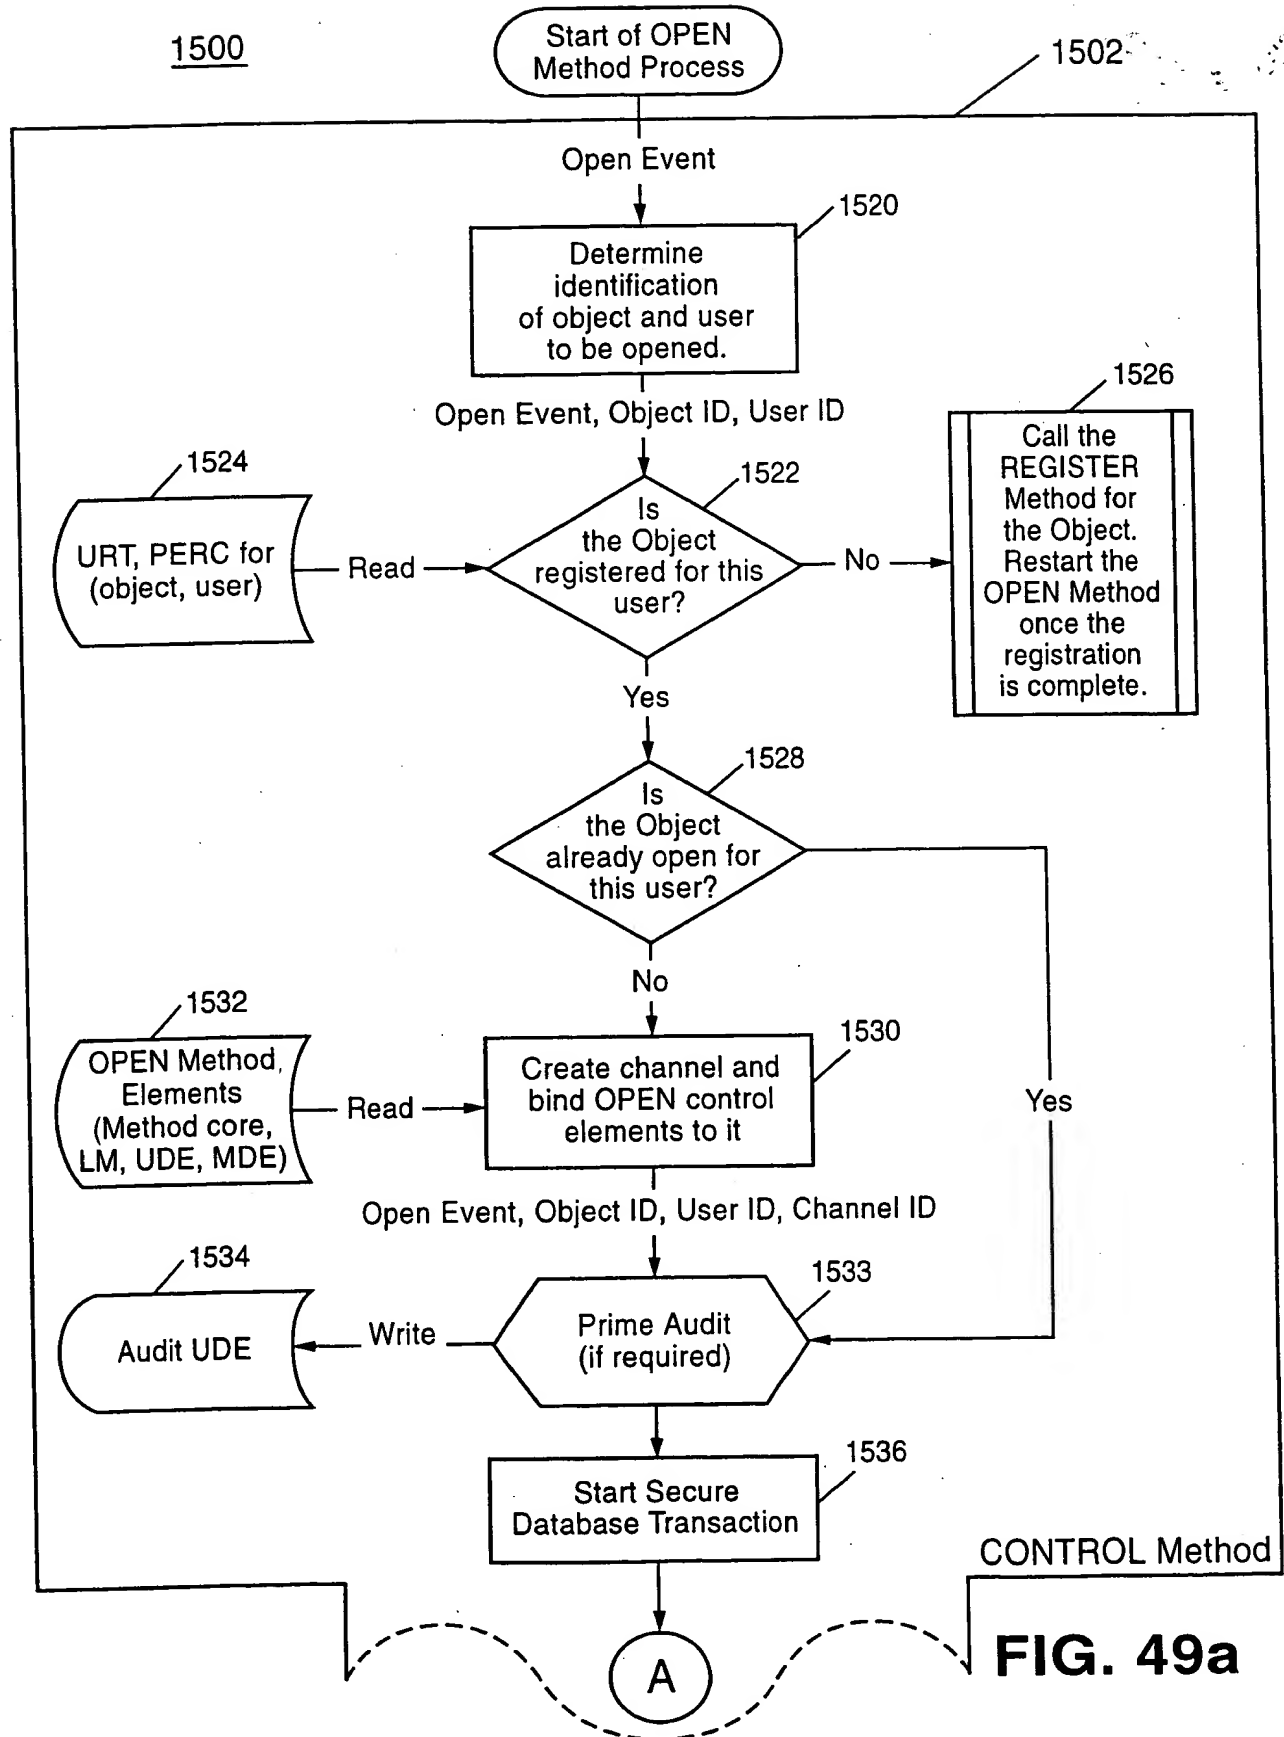 1500
Start of OPEN
Method Process
1502
Open Event
1520
Determine
identification
of object and user
to be opened.
Open Event, Object ID, User ID
1526
Call the
REGISTER
Method for
the Object.
Restart the
OPEN Method
once the
registration
is complete.
1524
URT, PERC for
(object, user)
Read
1522
Is
the Object
registered for this
user?
No
Yes
1528
Is
the Object
already open for
this user?
No
Yes
1532
OPEN Method,
Elements
(Method core,
LM, UDE, MDE)
Read
1530
Create channel and
bind OPEN control
elements to it
Open Event, Object ID, User ID, Channel ID
1534
Audit UDE
Write
1533
Prime Audit
(if required)
1536
Start Secure
Database Transaction
CONTROL Method
A
FIG. 49a